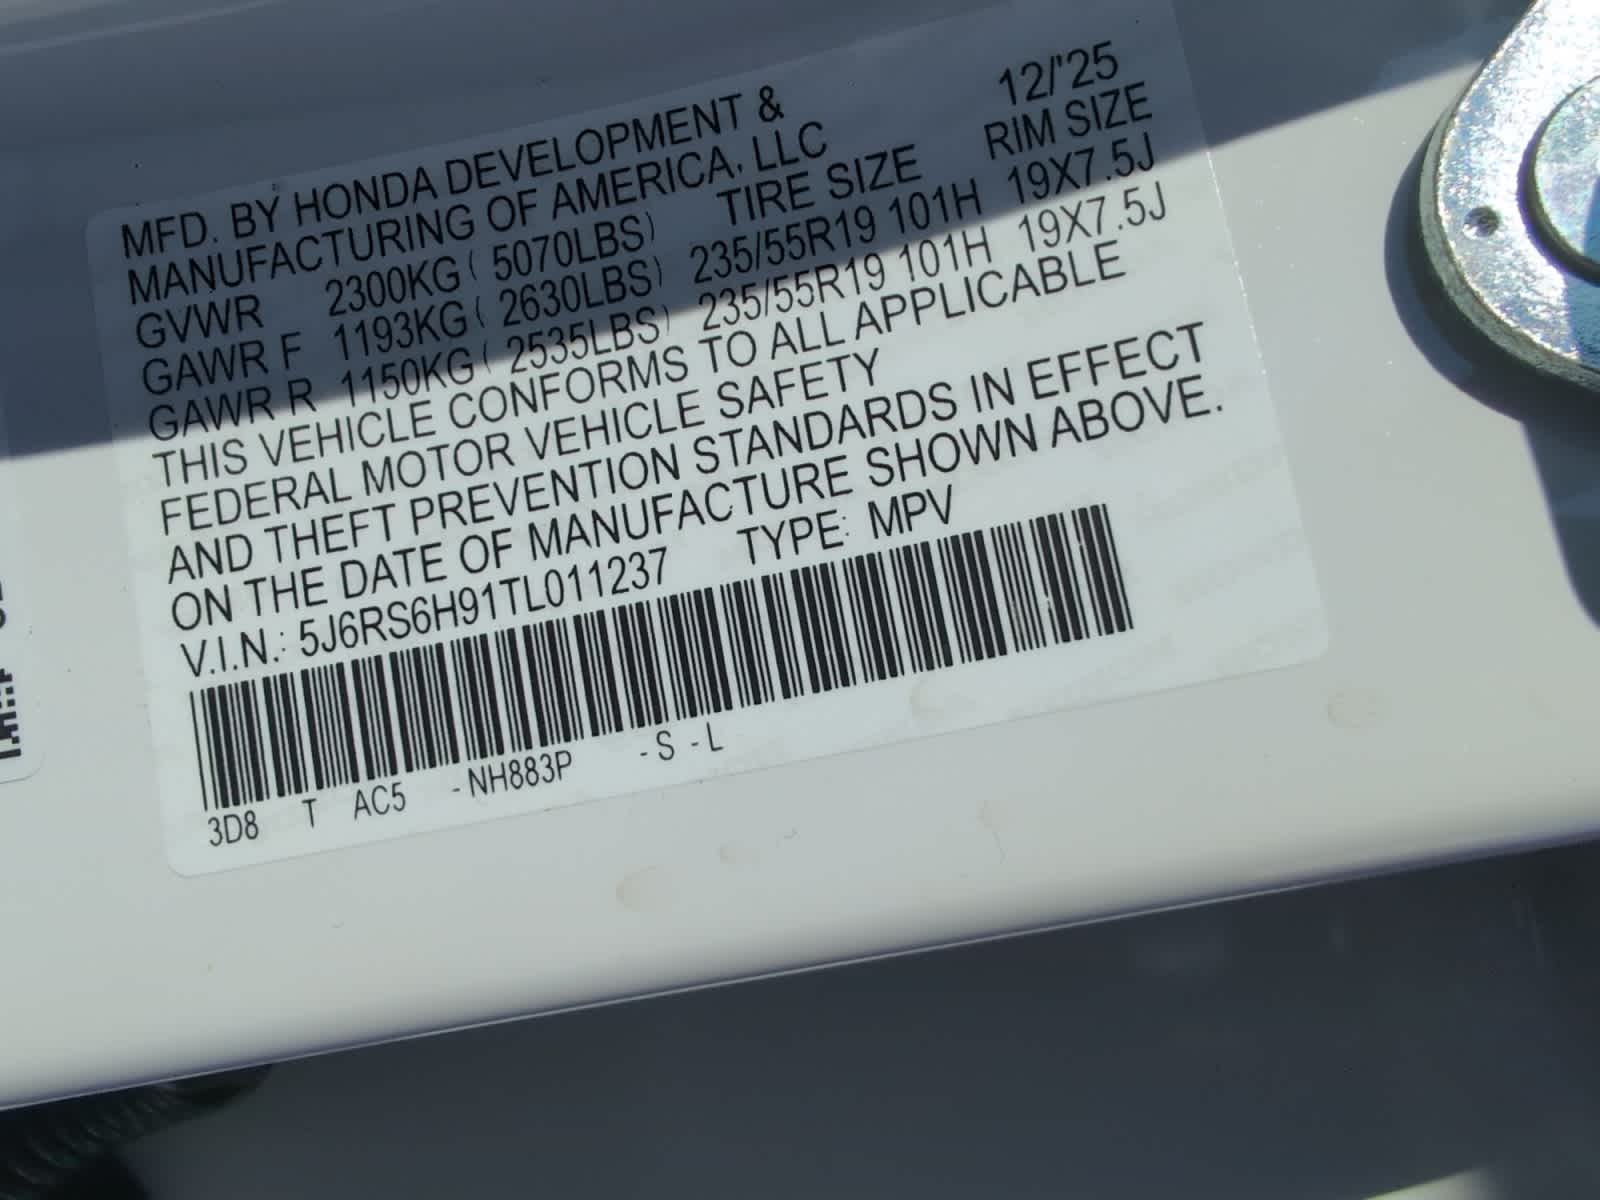 MFD. BY HONDA DEVELOPMENT & 12/'25
MANUFACTURING OF AMERICA, LLC RIM SIZE
GVWR 2300KG ( 5070LBS) TIRE SIZE
GAWR F 1193KG ( 2630LBS) 235/55R19 101H 19X7.5J
GAWR R 1150KG ( 2535LBS) 235/55R19 101H 19X7.5J
THIS VEHICLE CONFORMS TO ALL APPLICABLE
FEDERAL MOTOR VEHICLE SAFETY
AND THEFT PREVENTION STANDARDS IN EFFECT
ON THE DATE OF MANUFACTURE SHOWN ABOVE.
V.I.N.: 5J6RS6H91TL011237 TYPE: MPV
3D8 T AC5 -NH883P -S -L